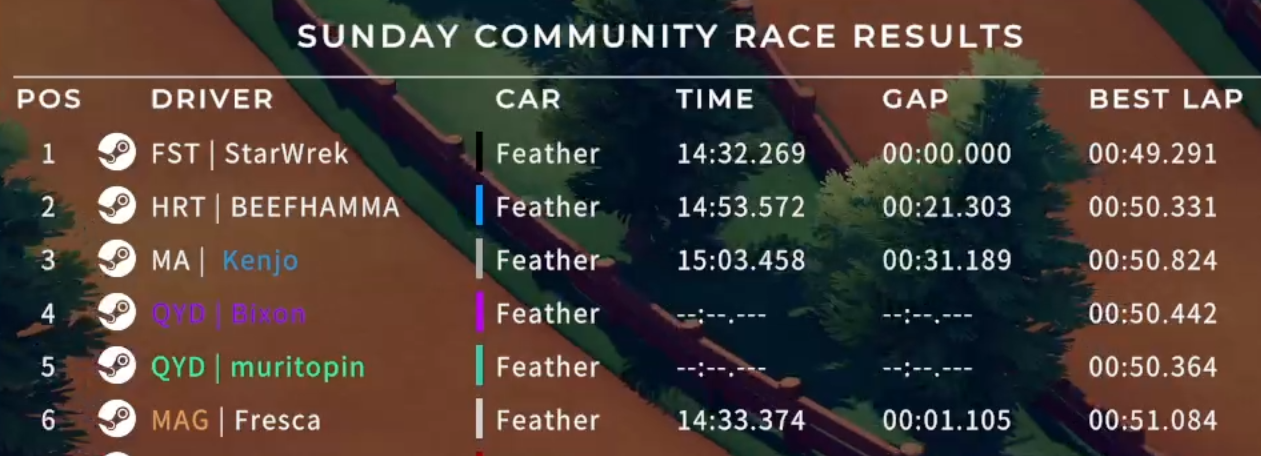 SUNDAY COMMUNITY RACE RESULTS
POS DRIVER CAR TIME GAP BEST LAP
1 FST | StarWrek Feather 14:32.269 00:00.000 00:49.291
2 HRT | BEEFHAMMA Feather 14:53.572 00:21.303 00:50.331
3 MA | Kenjo Feather 15:03.458 00:31.189 00:50.824
4 QYD | Bixon Feather --:--.--- --:--.--- 00:50.442
5 QYD | muritopin Feather --:--.--- --:--.--- 00:50.364
6 MAG | Fresca Feather 14:33.374 00:01.105 00:51.084